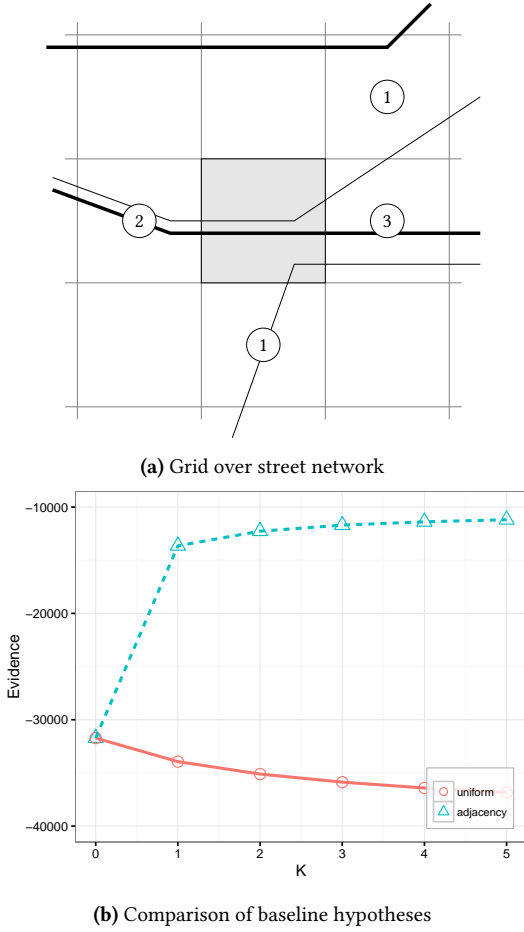 1
2
3
1
(a) Grid over street network
−10000
−20000
−30000
−40000
Evidence
uniform
adjacency
0 1 2 3 4 5
K
(b) Comparison of baseline hypotheses